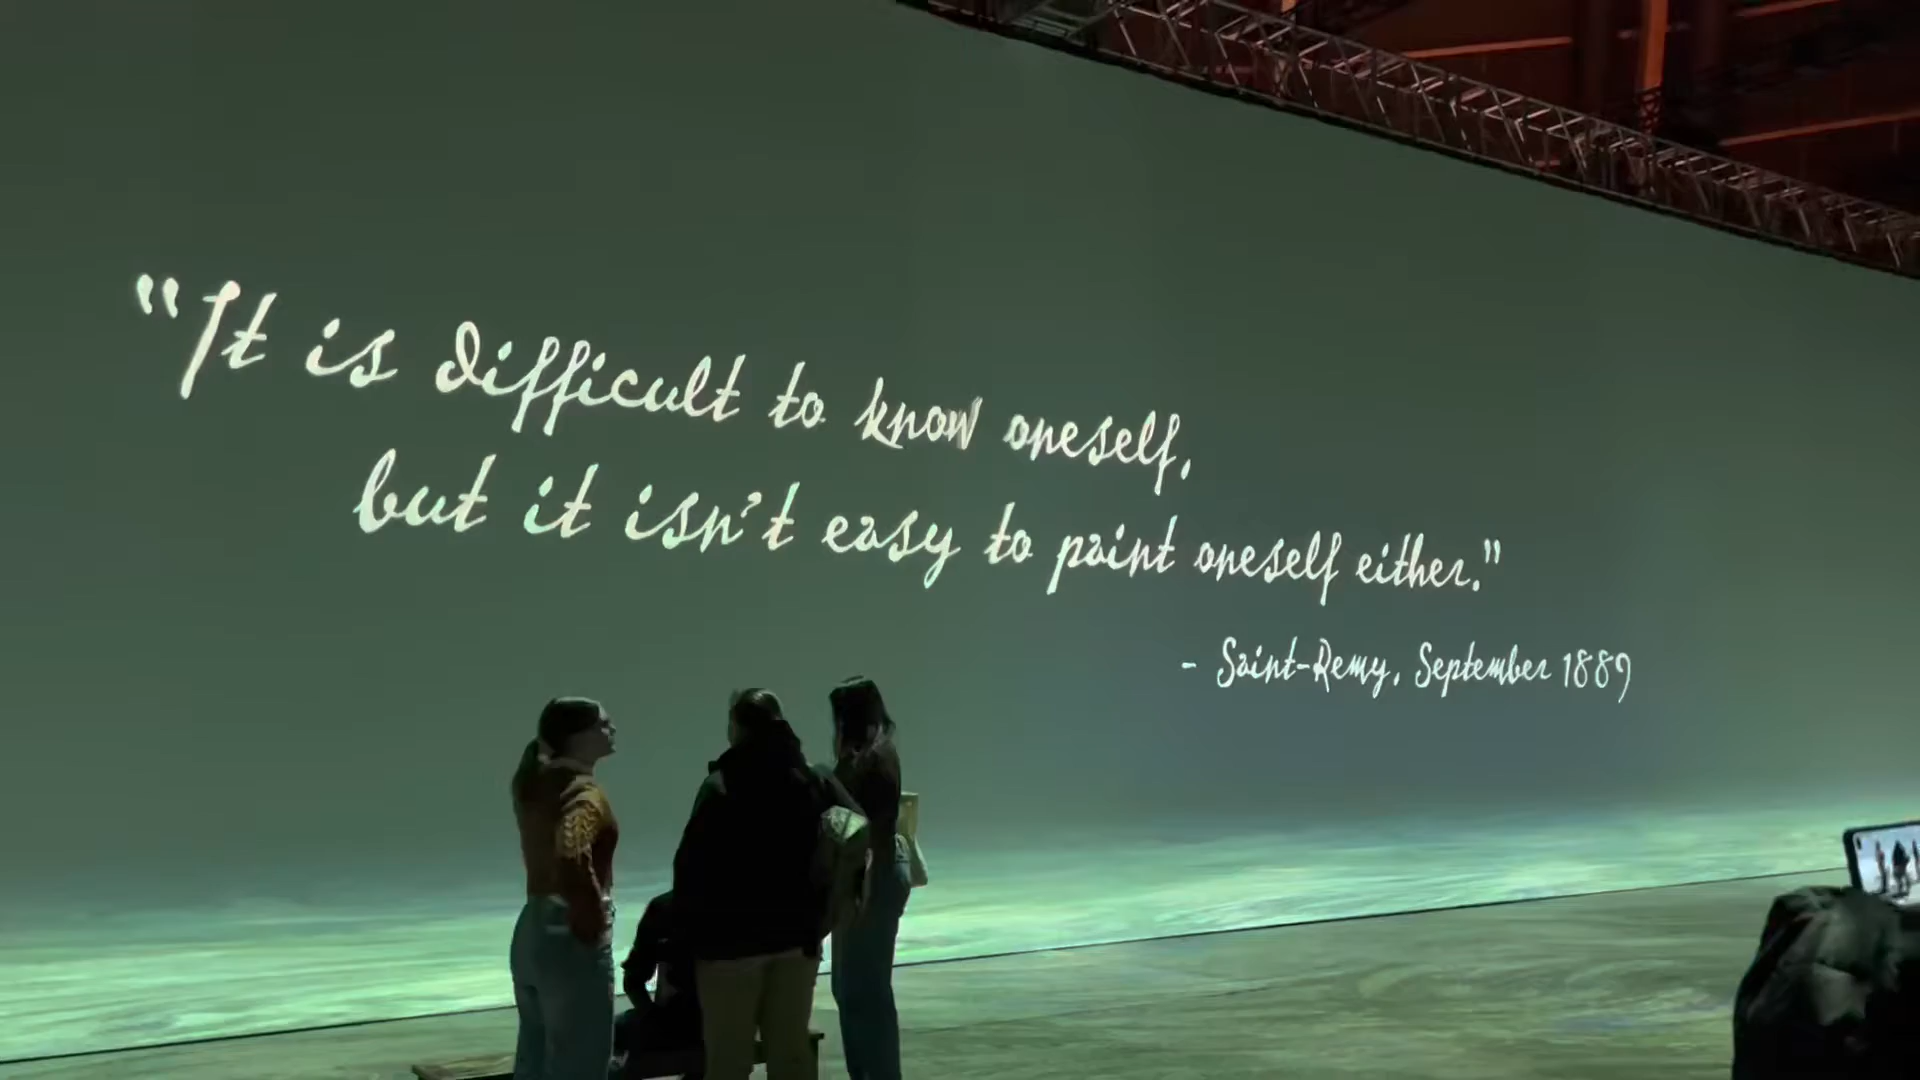 "It is difficult to know oneself,
but it isn't easy to paint oneself either."
- Saint-Remy, September 1889